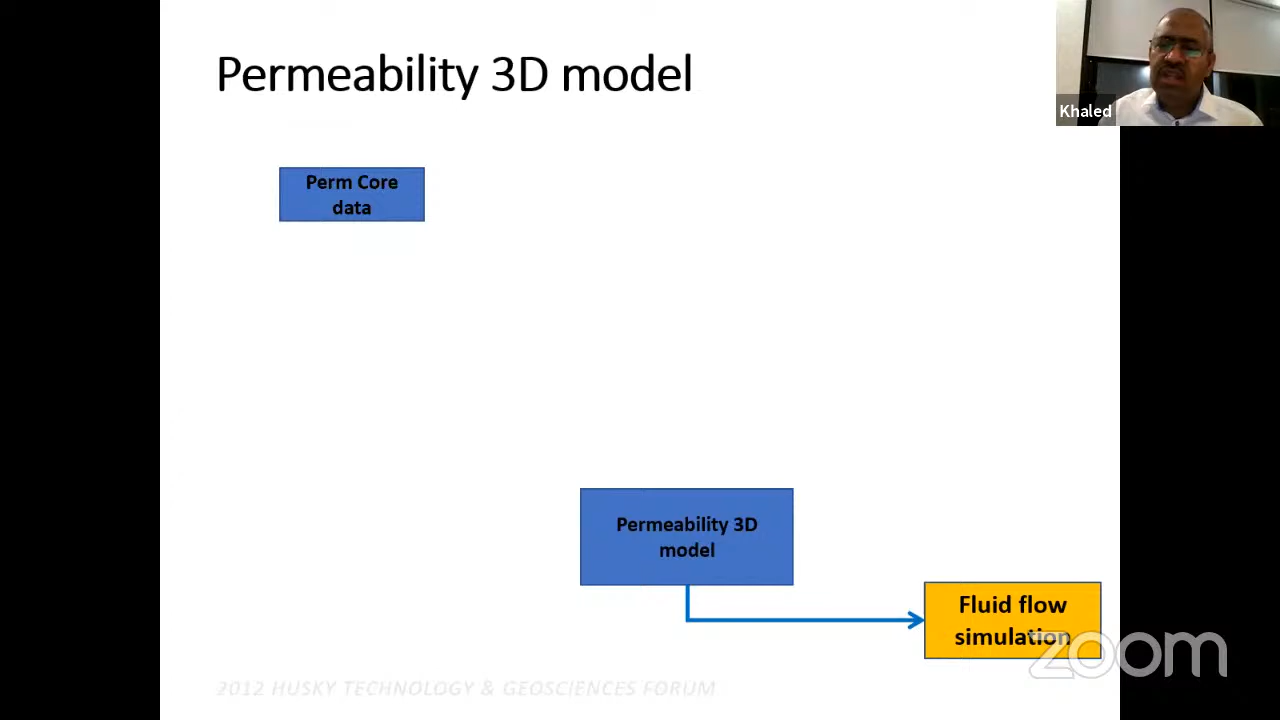 Permeability 3D model
Khaled
Perm Core
data
Permeability 3D
model
Fluid flow
simulation
zoom
2012 HUSKY TECHNOLOGY & GEOSCIENCES FORUM